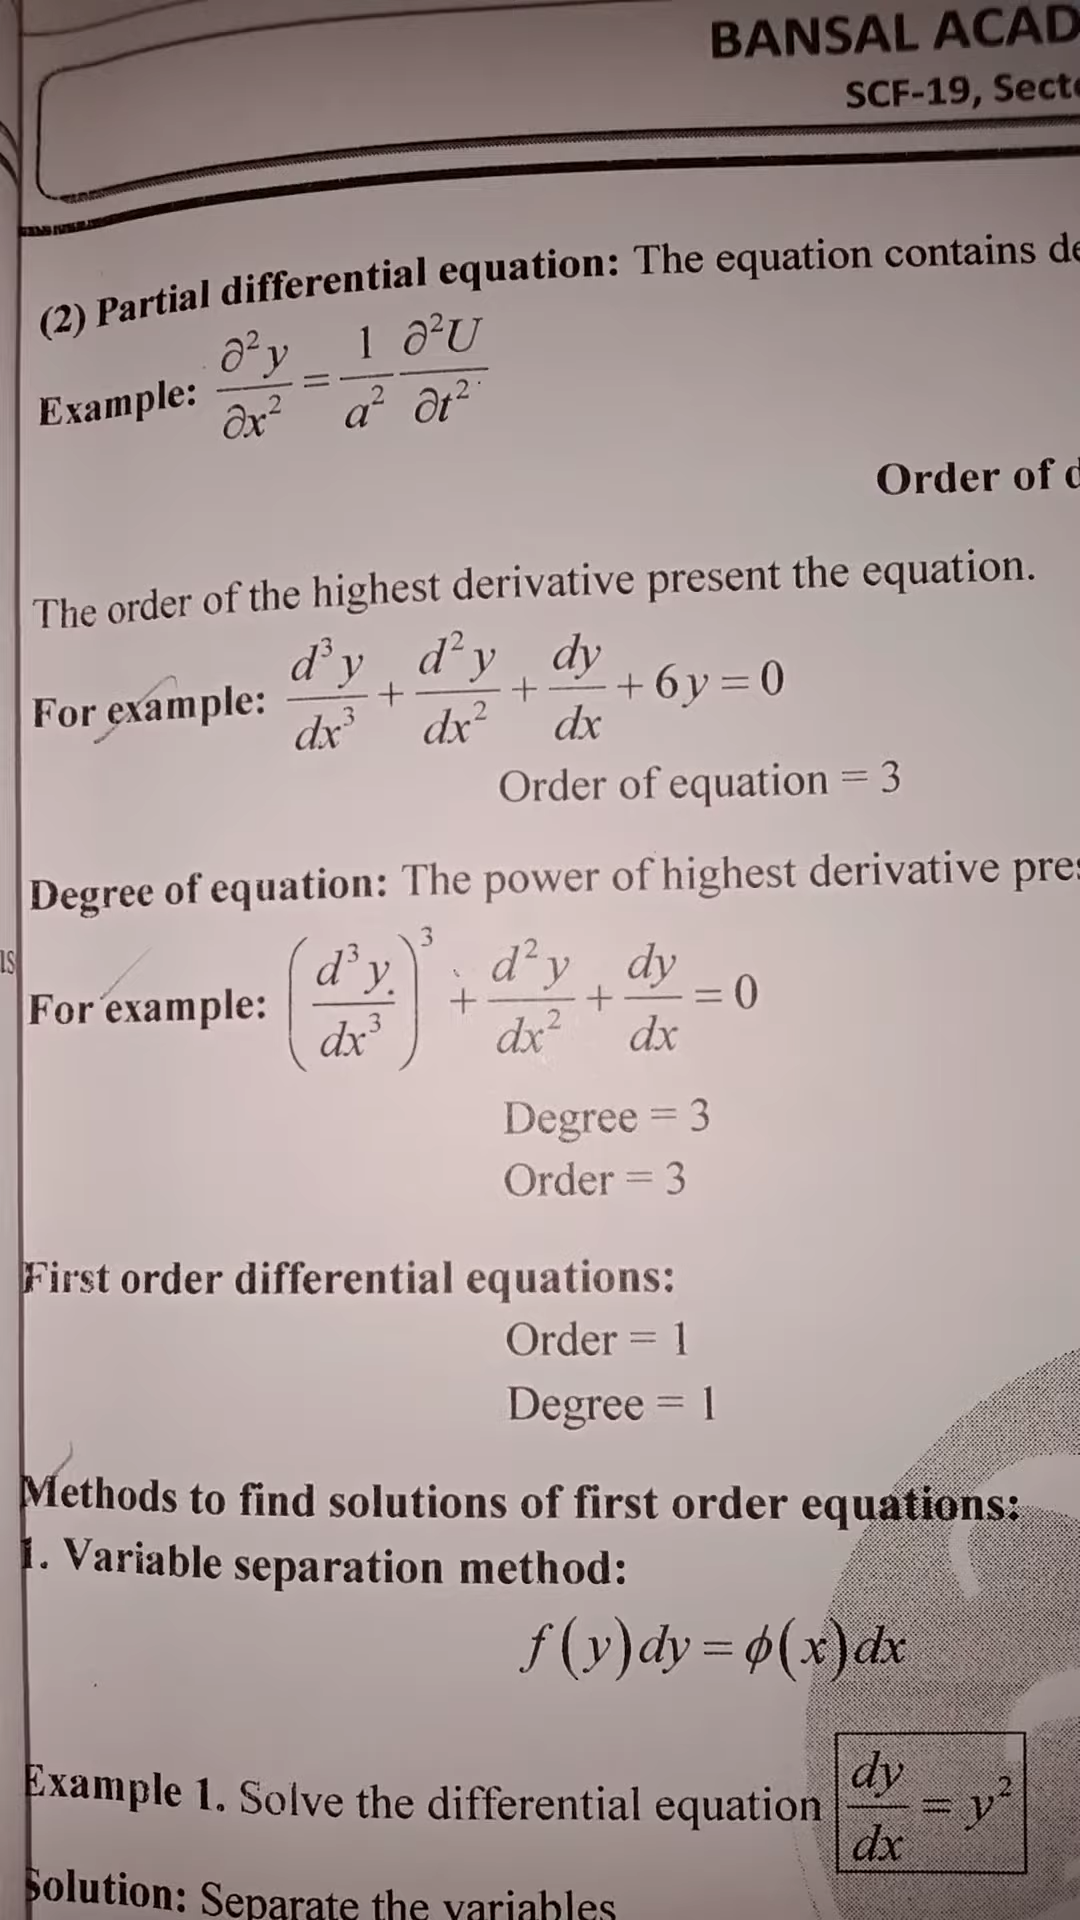 BANSAL ACAD
SCF-19, Sect
(2) Partial differential equation: The equation contains de
Example: ∂²y/∂x² = 1/a² ∂²U/∂t²
Order of d
The order of the highest derivative present the equation.
For example: d³y/dx³ + d²y/dx² + dy/dx + 6y = 0
Order of equation = 3
Degree of equation: The power of highest derivative pres
For example: (d³y/dx³)³ + d²y/dx² + dy/dx = 0
Degree = 3
Order = 3
First order differential equations:
Order = 1
Degree = 1
Methods to find solutions of first order equations:
1. Variable separation method:
f(y)dy = ϕ(x)dx
Example 1. Solve the differential equation dy/dx = y²
Solution: Separate the variables